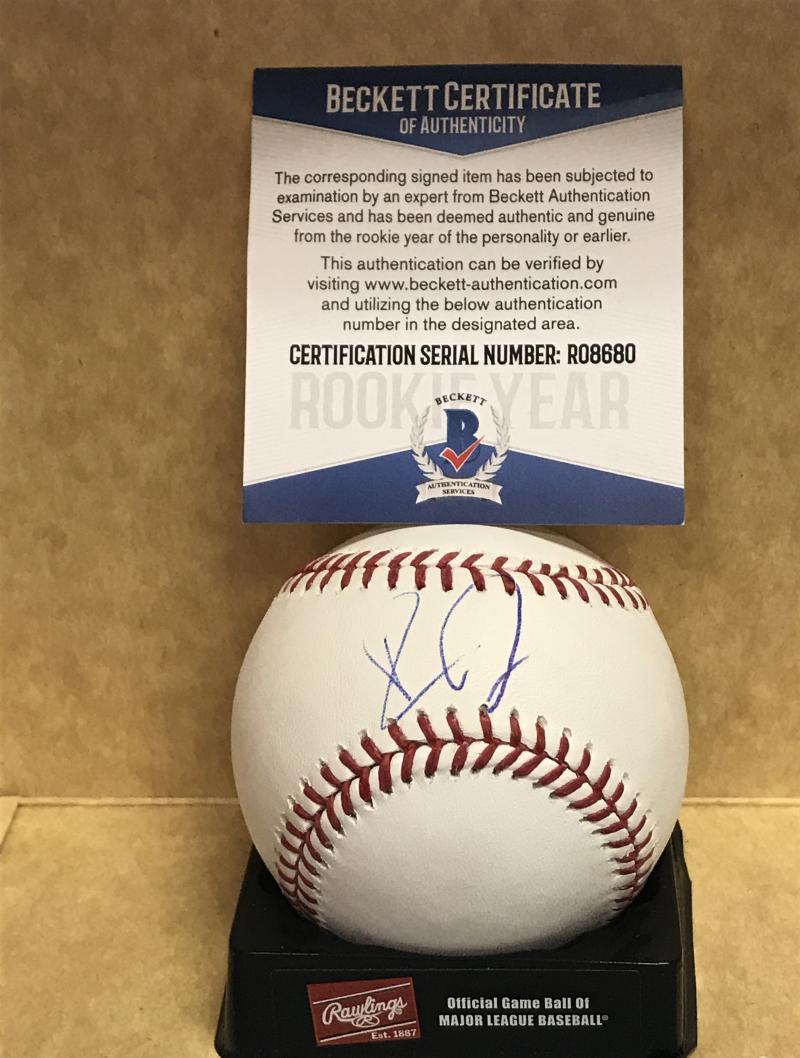 BECKETT CERTIFICATE
OF AUTHENTICITY
The corresponding signed item has been subjected to
examination by an expert from Beckett Authentication
Services and has been deemed authentic and genuine
from the rookie year of the personality or earlier.
This authentication can be verified by
visiting www.beckett-authentication.com
and utilizing the below authentication
number in the designated area.
CERTIFICATION SERIAL NUMBER: R08680
ROOKIE YEAR
BECKETT
B
AUTHENTICATION
SERVICES
Rawlings
R
Est. 1887
Official Game Ball Of
MAJOR LEAGUE BASEBALL®